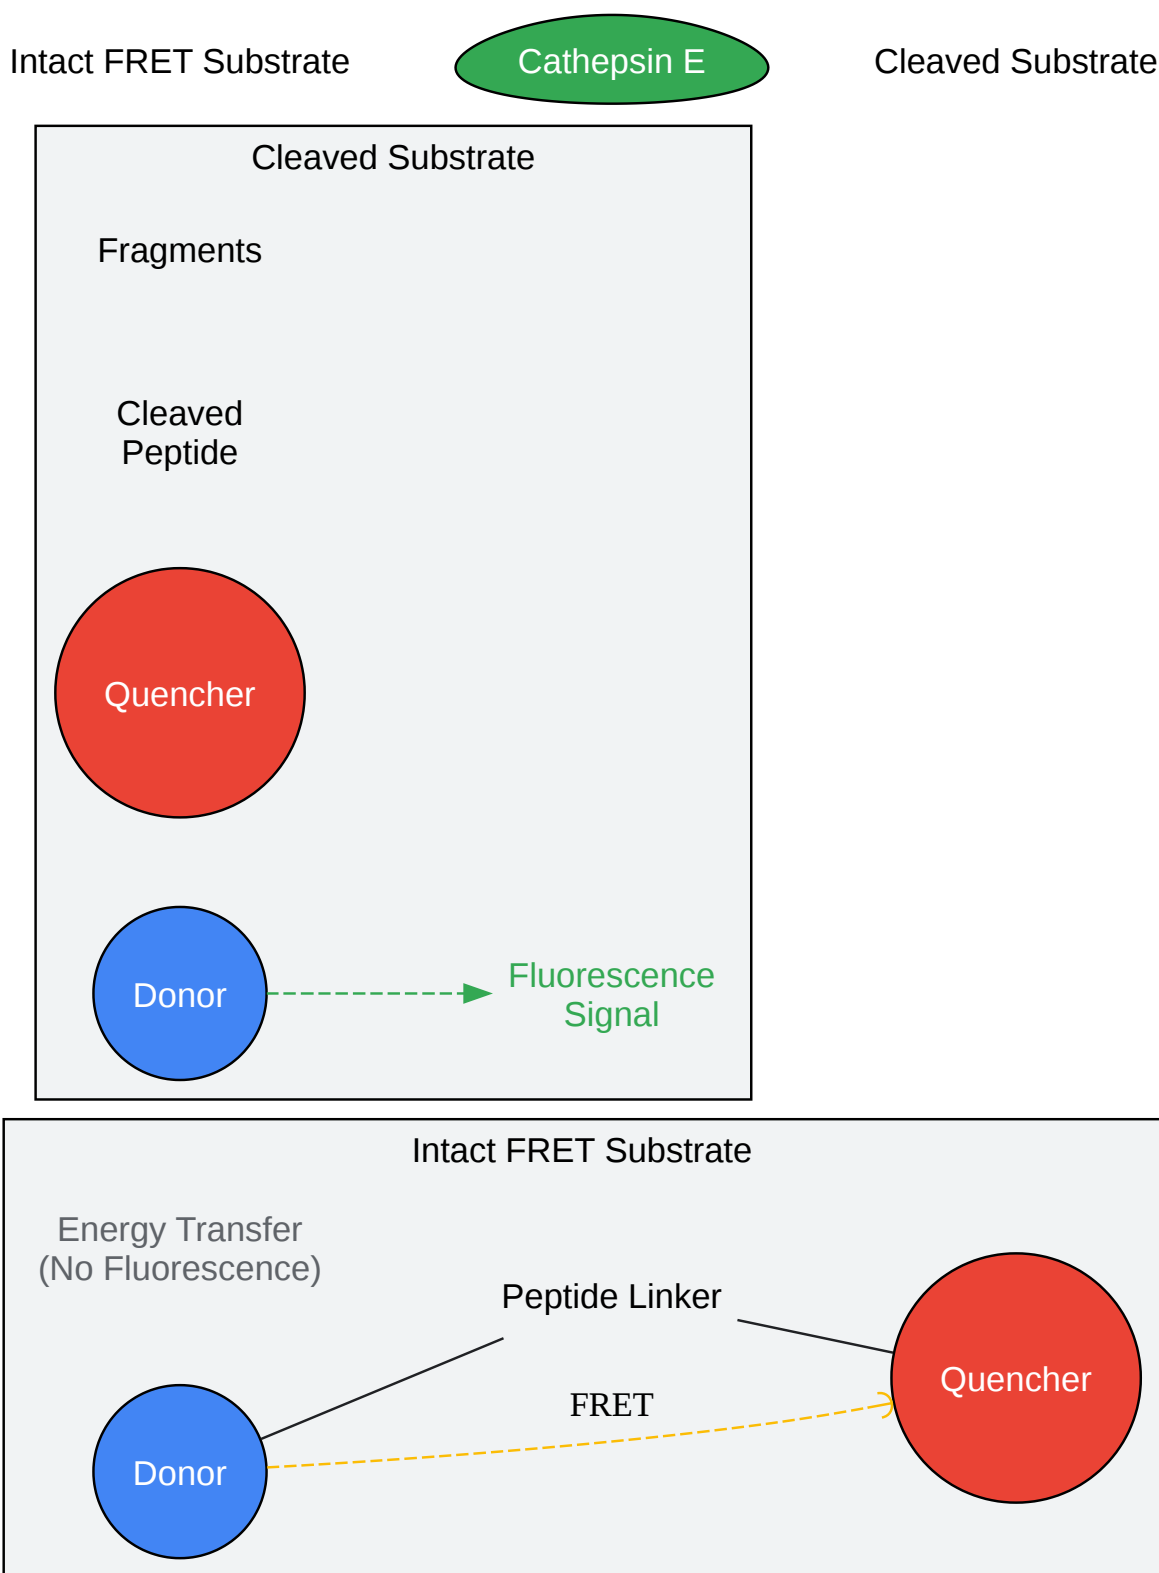 Intact FRET Substrate
Cathepsin E
Cleaved Substrate
Cleaved Substrate
Fragments
Cleaved
Peptide
Quencher
Donor
Fluorescence
Signal
Intact FRET Substrate
Energy Transfer
(No Fluorescence)
Peptide Linker
Quencher
FRET
Donor